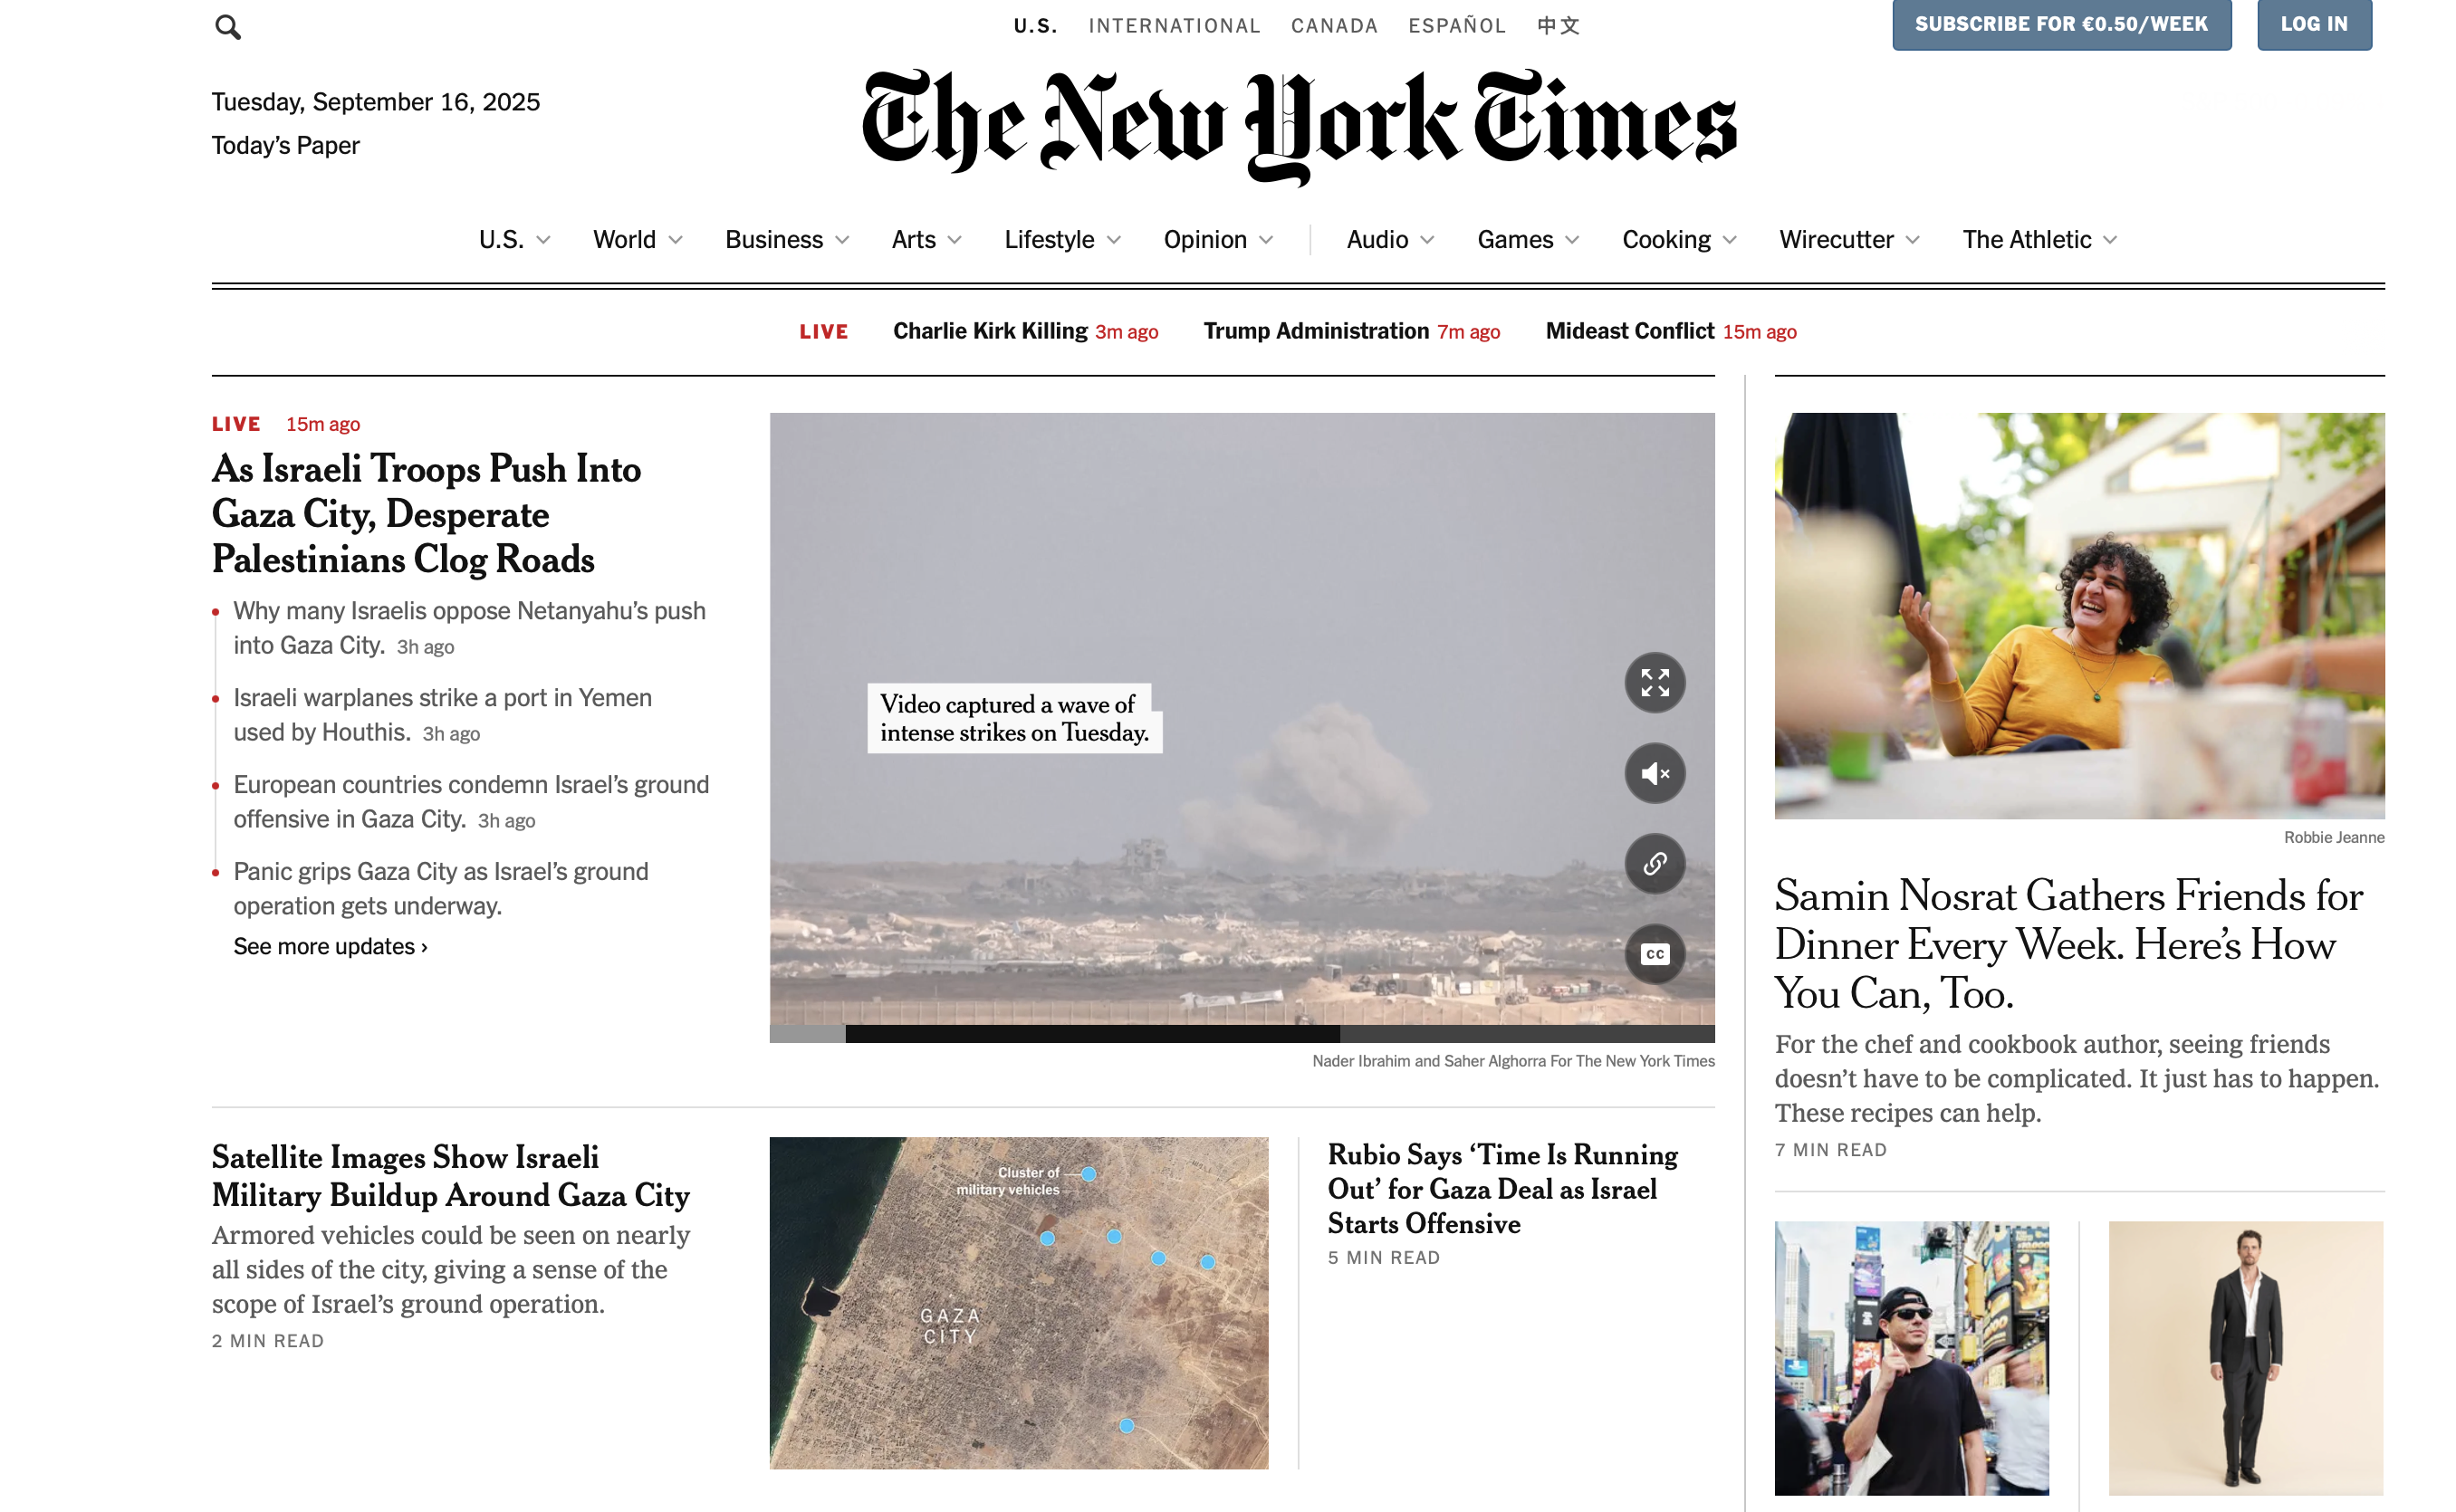 U.S. INTERNATIONAL CANADA ESPAÑOL 中文
SUBSCRIBE FOR €0.50/WEEK
LOG IN
Tuesday, September 16, 2025
Today’s Paper
The New York Times
U.S. World Business Arts Lifestyle Opinion Audio Games Cooking Wirecutter The Athletic
LIVE Charlie Kirk Killing 3m ago Trump Administration 7m ago Mideast Conflict 15m ago
LIVE 15m ago
As Israeli Troops Push Into
Gaza City, Desperate
Palestinians Clog Roads
Why many Israelis oppose Netanyahu’s push
into Gaza City. 3h ago
Israeli warplanes strike a port in Yemen
used by Houthis. 3h ago
European countries condemn Israel’s ground
offensive in Gaza City. 3h ago
Panic grips Gaza City as Israel’s ground
operation gets underway.
See more updates ›
Video captured a wave of
intense strikes on Tuesday.
CC
Nader Ibrahim and Saher Alghorra For The New York Times
Satellite Images Show Israeli
Military Buildup Around Gaza City
Armored vehicles could be seen on nearly
all sides of the city, giving a sense of the
scope of Israel’s ground operation.
2 MIN READ
Cluster of
military vehicles
GAZA
CITY
Rubio Says ‘Time Is Running
Out’ for Gaza Deal as Israel
Starts Offensive
5 MIN READ
Robbie Jeanne
Samin Nosrat Gathers Friends for
Dinner Every Week. Here’s How
You Can, Too.
For the chef and cookbook author, seeing friends
doesn’t have to be complicated. It just has to happen.
These recipes can help.
7 MIN READ